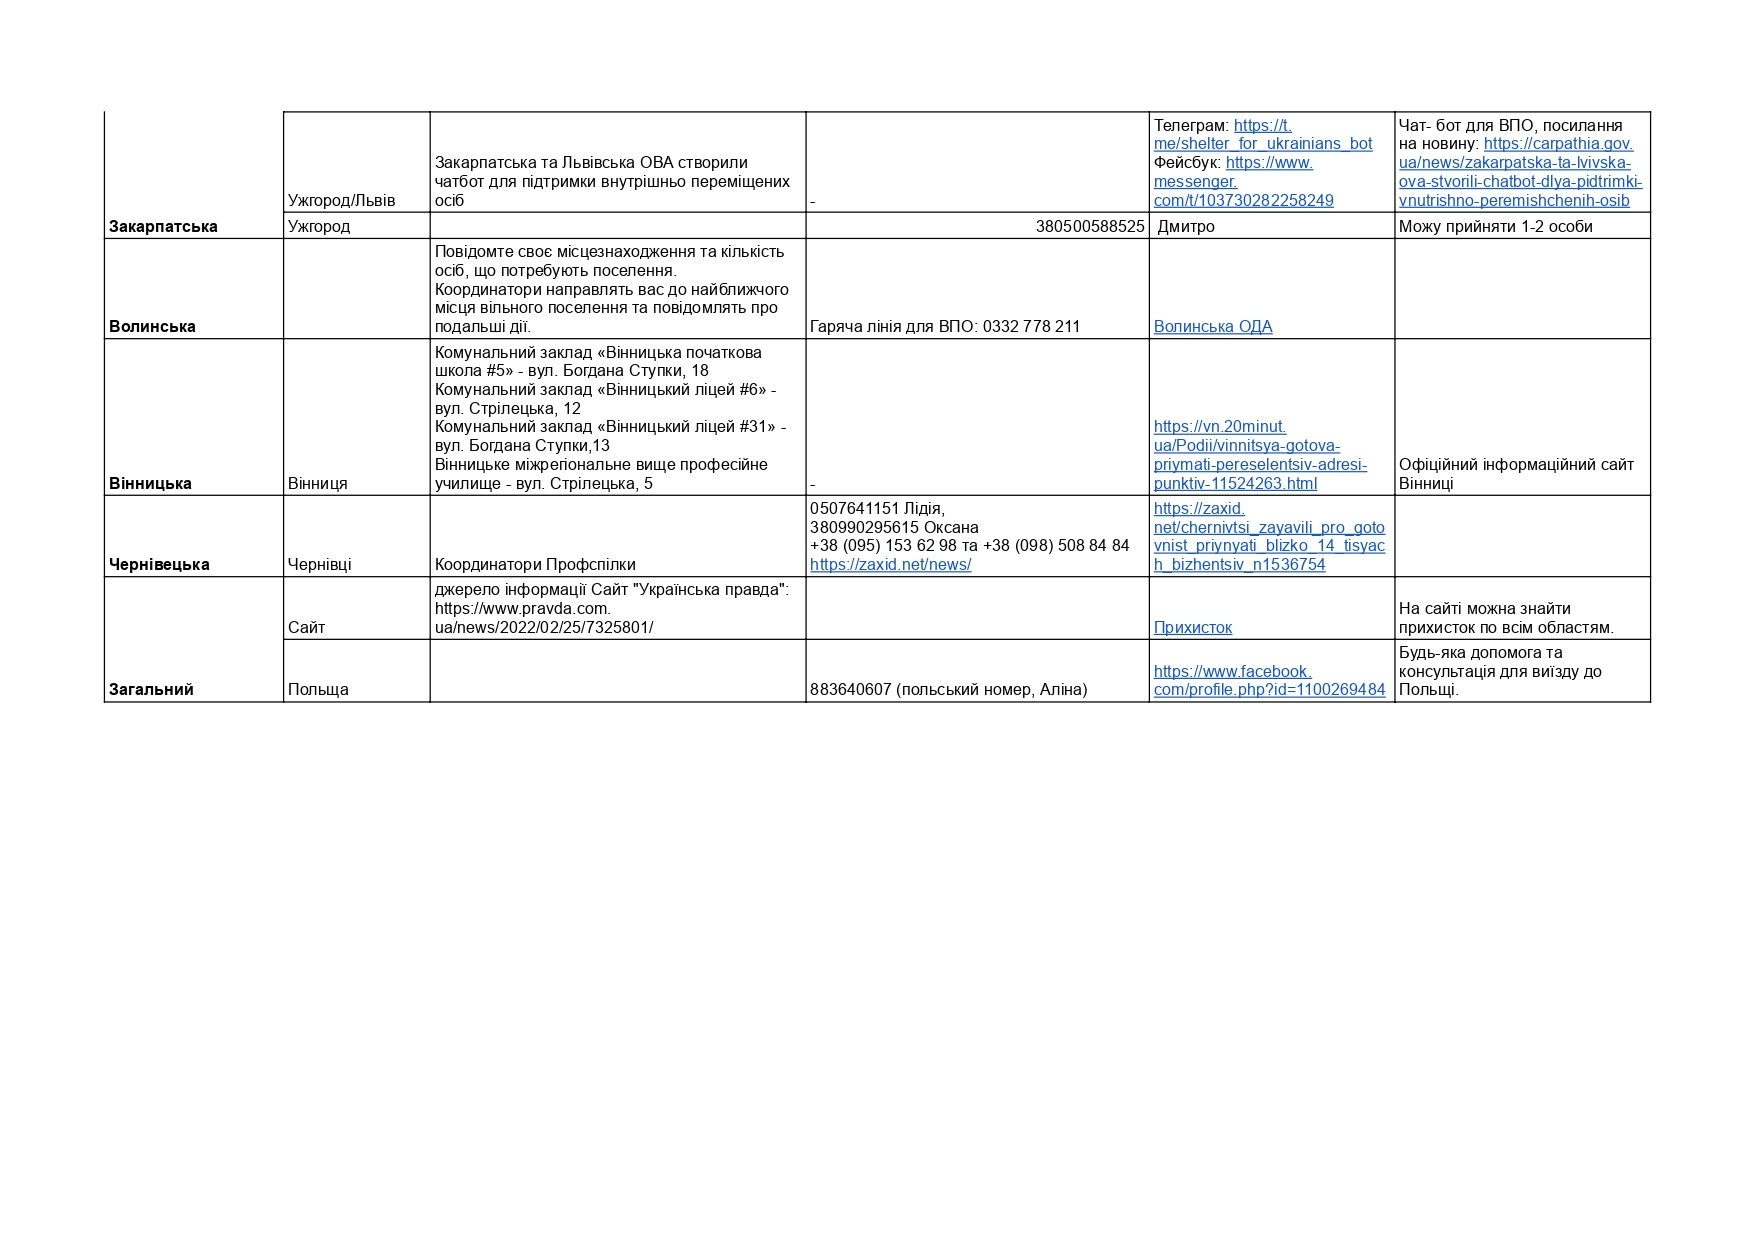 Закарпатська
Ужгород/Львів
Закарпатська та Львівська ОВА створили
чатбот для підтримки внутрішньо переміщених
осіб
-
Телеграм: https://t.
me/shelter_for_ukrainians_bot
Фейсбук: https://www.
messenger.
com/t/103730282258249
Чат- бот для ВПО, посилання
на новину: https://carpathia.gov.
ua/news/zakarpatska-ta-lvivska-
ova-stvorili-chatbot-dlya-pidtrimki-
vnutrishno-peremishchenih-osib
Ужгород
380500588525
Дмитро
Можу прийняти 1-2 особи
Волинська
Повідомте своє місцезнаходження та кількість
осіб, що потребують поселення.
Координатори направлять вас до найближчого
місця вільного поселення та повідомлять про
подальші дії.
Гаряча лінія для ВПО: 0332 778 211
Волинська ОДА
Вінницька
Вінниця
Комунальний заклад «Вінницька початкова
школа #5» - вул. Богдана Ступки, 18
Комунальний заклад «Вінницький ліцей #6» -
вул. Стрілецька, 12
Комунальний заклад «Вінницький ліцей #31» -
вул. Богдана Ступки,13
Вінницьке міжрегіональне вище професійне
училище - вул. Стрілецька, 5
-
https://vn.20minut.
ua/Podii/vinnitsya-gotova-
priymati-pereselentsiv-adresi-
punktiv-11524263.html
Офіційний інформаційний сайт
Вінниці
Чернівецька
Чернівці
Координатори Профспілки
0507641151 Лідія,
380990295615 Оксана
+38 (095) 153 62 98 та +38 (098) 508 84 84
https://zaxid.net/news/
https://zaxid.
net/chernivtsi_zayavili_pro_goto
vnist_priynyati_blizko_14_tisyac
h_bizhentsiv_n1536754
Загальний
Сайт
джерело інформації Сайт "Українська правда":
https://www.pravda.com.
ua/news/2022/02/25/7325801/
Прихисток
На сайті можна знайти
прихисток по всім областям.
Польща
883640607 (польський номер, Аліна)
https://www.facebook.
com/profile.php?id=1100269484
Будь-яка допомога та
консультація для виїзду до
Польщі.